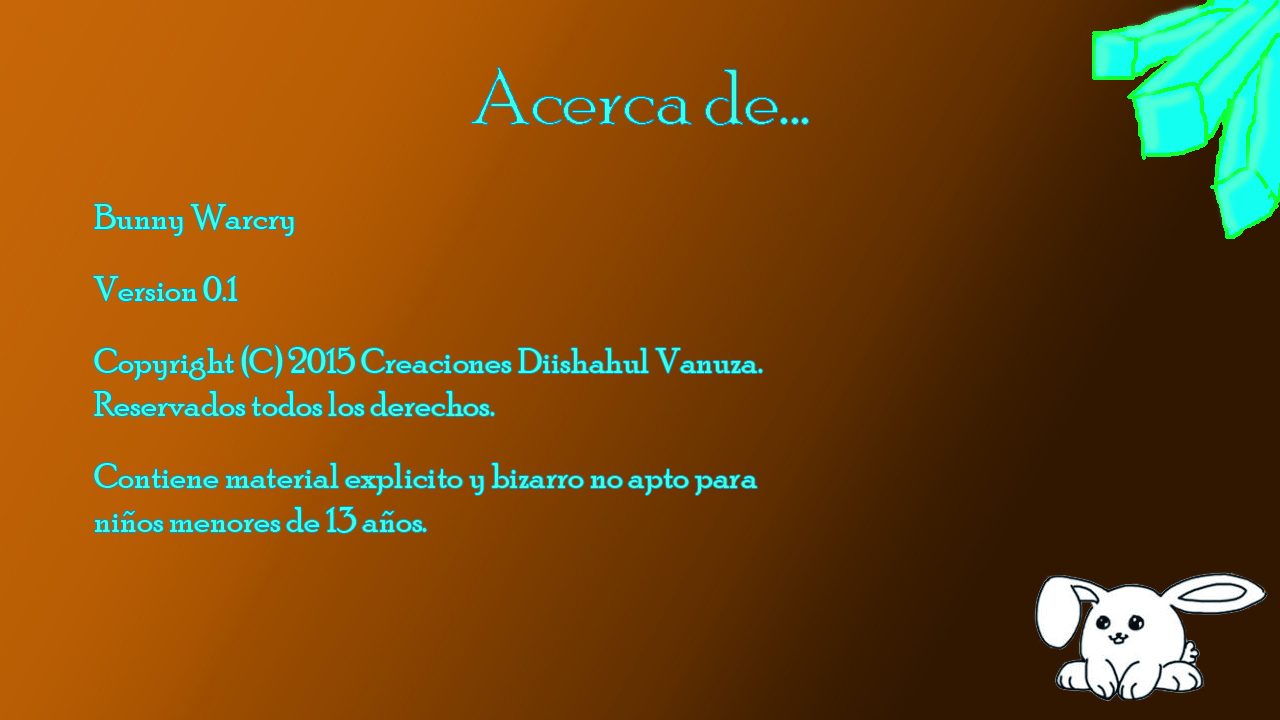 Acerca de...
Bunny Warcry
Version 0.1
Copyright (C) 2015 Creaciones Diishahul Vanuza.
Reservados todos los derechos.
Contiene material explicito y bizarro no apto para
niños menores de 13 años.